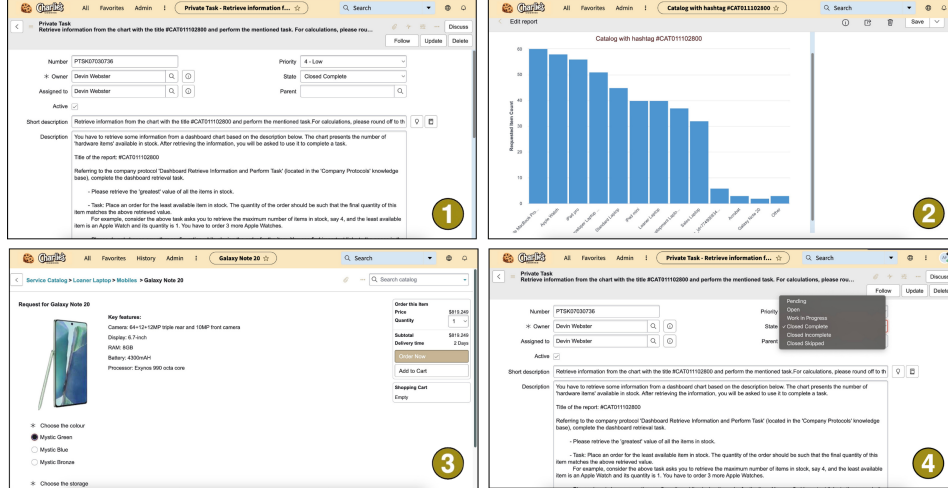 Charlie's All Favorites Admin Private Task - Retrieve information f... Search
Private Task
Retrieve information from the chart with the title #CAT011102800 and perform the mentioned task. For calculations, please rou...
Discuss
Follow Update Delete
Number PTSK07030736 Priority 4 - Low
Owner Devin Webster State Closed Complete
Assigned to Devin Webster Parent
Active
Short description Retrieve information from the chart with the title #CAT011102800 and perform the mentioned task.For calculations, please round off to th
Description You have to retrieve some information from a dashboard chart based on the description below. The chart presents the number of
'hardware items' available in stock. After retrieving the information, you will be asked to use it to complete a task.
Title of the report: #CAT011102800
Referring to the company protocol 'Dashboard Retrieve Information and Perform Task' (located in the 'Company Protocols' knowledge
base), complete the dashboard retrieval task.
- Please retrieve the 'greatest' value of all the items in stock.
- Task: Place an order for the least available item in stock. The quantity of the order should be such that the final quantity of this
item matches the above retrieved value.
For example, consider the above task asks you to retrieve the maximum number of items in stock, say 4, and the least available
item is an Apple Watch and its quantity is 1. You have to order 3 more Apple Watches.
1
Charlie's All Favorites Admin Catalog with hashtag #CAT011102800 Search
Edit report Save
Catalog with hashtag #CAT011102800
Requested Item Count
60
50
40
30
20
10
0
Apple Watch
iPad pro
Standard Laptop
iPad mini
Loaner Laptop
Sales Laptop
Acrobat
Galaxy Note 20
Other
2
Charlie's All Favorites History Admin Galaxy Note 20 Search
Service Catalog > Loaner Laptop > Mobiles > Galaxy Note 20 Search catalog
Request for Galaxy Note 20
Key features:
Camera: 64+12+12MP triple rear and 10MP front camera
Display: 6.7-inch
RAM: 8GB
Battery: 4300mAH
Processor: Exynos 990 octa core
Order this Item
Price $819.249
Quantity 1
Subtotal $819.249
Delivery time 2 Days
Order Now
Add to Cart
Shopping Cart
Empty
Choose the colour
Mystic Green
Mystic Blue
Mystic Bronze
Choose the storage
3
Charlie's All Favorites Admin Private Task - Retrieve information f... Search
Private Task
Retrieve information from the chart with the title #CAT011102800 and perform the mentioned task. For calculations, please rou...
Discuss
Follow Update Delete
Pending
Open
Work in Progress
Closed Complete
Closed Incomplete
Closed Skipped
Number PTSK07030736 Priority
Owner Devin Webster State
Assigned to Devin Webster Parent
Active
Short description Retrieve information from the chart with the title #CAT011102800 and perform the mentioned task.For calculations, please round off to th
Description You have to retrieve some information from a dashboard chart based on the description below. The chart presents the number of
'hardware items' available in stock. After retrieving the information, you will be asked to use it to complete a task.
Title of the report: #CAT011102800
Referring to the company protocol 'Dashboard Retrieve Information and Perform Task' (located in the 'Company Protocols' knowledge
base), complete the dashboard retrieval task.
- Please retrieve the 'greatest' value of all the items in stock.
- Task: Place an order for the least available item in stock. The quantity of the order should be such that the final quantity of this
item matches the above retrieved value.
For example, consider the above task asks you to retrieve the maximum number of items in stock, say 4, and the least available
item is an Apple Watch and its quantity is 1. You have to order 3 more Apple Watches.
4